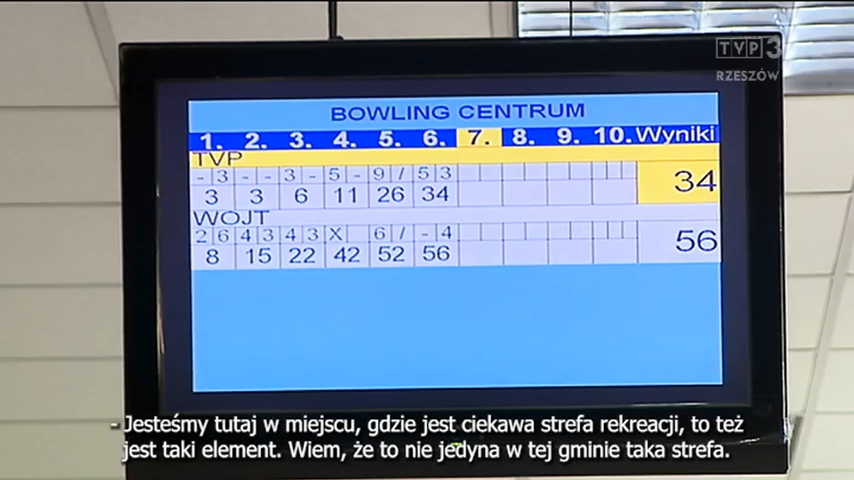 TVP3
RZESZÓW
BOWLING CENTRUM
1. 2. 3. 4. 5. 6. 7. 8. 9. 10. Wyniki
TVP
- 3 - - 3 - 5 - 9 / 5 3
3 3 6 11 26 34 34
WOJT
2 6 4 3 4 3 X 6 / - 4
8 15 22 42 52 56 56
- Jesteśmy tutaj w miejscu, gdzie jest ciekawa strefa rekreacji, to też
jest taki element. Wiem, że to nie jedyna w tej gminie taka strefa.